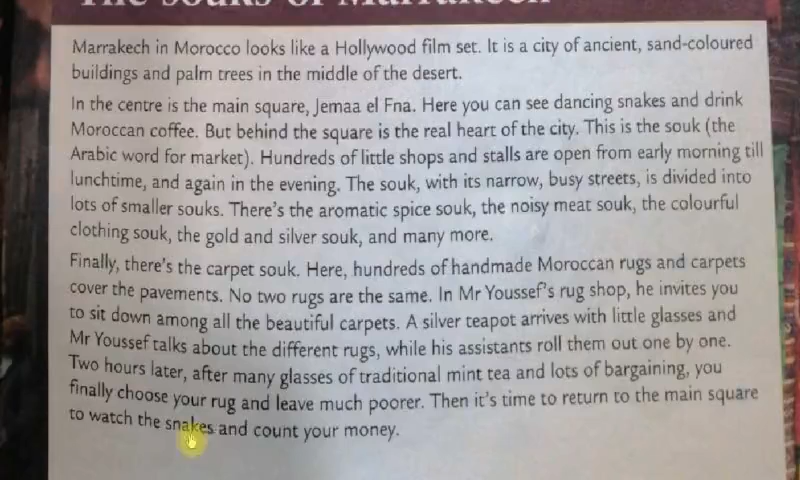 The souks of Marrakech
Marrakech in Morocco looks like a Hollywood film set. It is a city of ancient, sand-coloured
buildings and palm trees in the middle of the desert.
In the centre is the main square, Jemaa el Fna. Here you can see dancing snakes and drink
Moroccan coffee. But behind the square is the real heart of the city. This is the souk (the
Arabic word for market). Hundreds of little shops and stalls are open from early morning till
lunchtime, and again in the evening. The souk, with its narrow, busy streets, is divided into
lots of smaller souks. There's the aromatic spice souk, the noisy meat souk, the colourful
clothing souk, the gold and silver souk, and many more.
Finally, there's the carpet souk. Here, hundreds of handmade Moroccan rugs and carpets
cover the pavements. No two rugs are the same. In Mr Youssef's rug shop, he invites you
to sit down among all the beautiful carpets. A silver teapot arrives with little glasses and
Mr Youssef talks about the different rugs, while his assistants roll them out one by one.
Two hours later, after many glasses of traditional mint tea and lots of bargaining, you
finally choose your rug and leave much poorer. Then it's time to return to the main square
to watch the snakes and count your money.